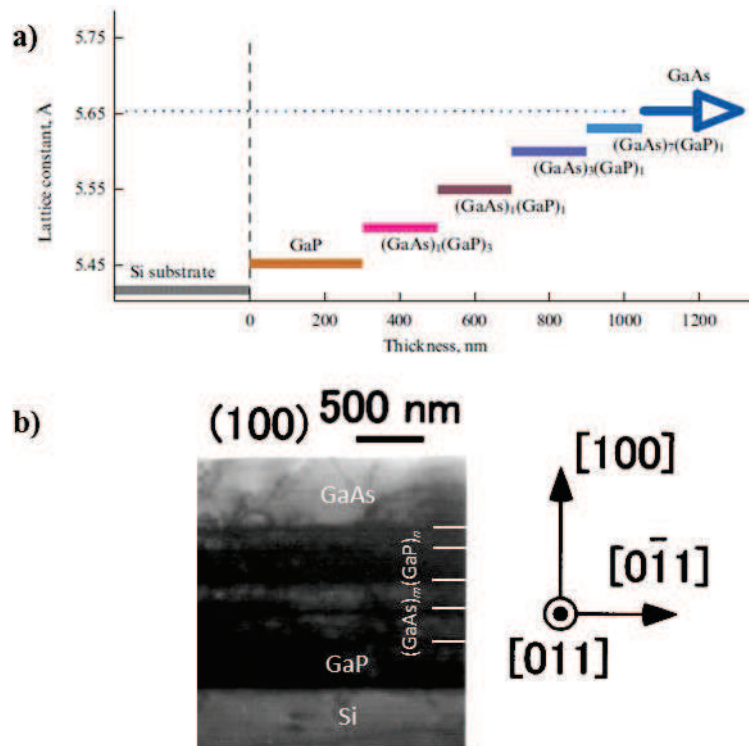 a)
5.75
5.65
5.55
5.45
Lattice constant, Å
GaAs
(GaAs)₇(GaP)₁
(GaAs)₃(GaP)₁
(GaAs)₁(GaP)₁
(GaAs)₁(GaP)₃
GaP
Si substrate
0 200 400 600 800 1000 1200
Thickness, nm
b)
(100) 500 nm
GaAs
(GaAs)ₘ(GaP)ₙ
GaP
Si
[100]
[01̄1]
[011]